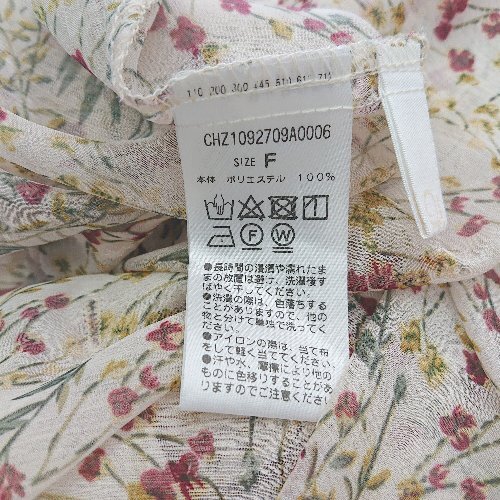 110 200 300 445 510 610 710
CHZ1092709A0006
SIZE F
本体 ポリエステル 100%
F W
●長時間の浸漬や濡れたま
まの放置は避け、洗濯後す
ばやく干してください。
●洗濯の際は、色落ちする
ことがありますので、他の
物と分けて単独で洗ってく
ださい。
●アイロンの際は、当て布
をして軽く当ててください。
●汗や水、摩擦により他の
ものに色移りすることがあ
りますのでご注意ください。